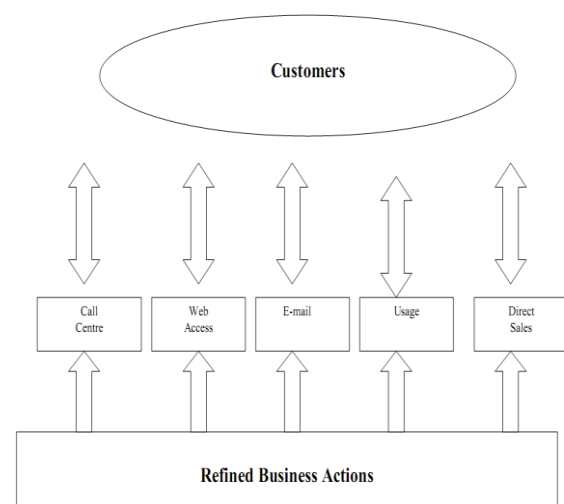 Customers
Call
Centre
Web
Access
E-mail
Usage
Direct
Sales
Refined Business Actions